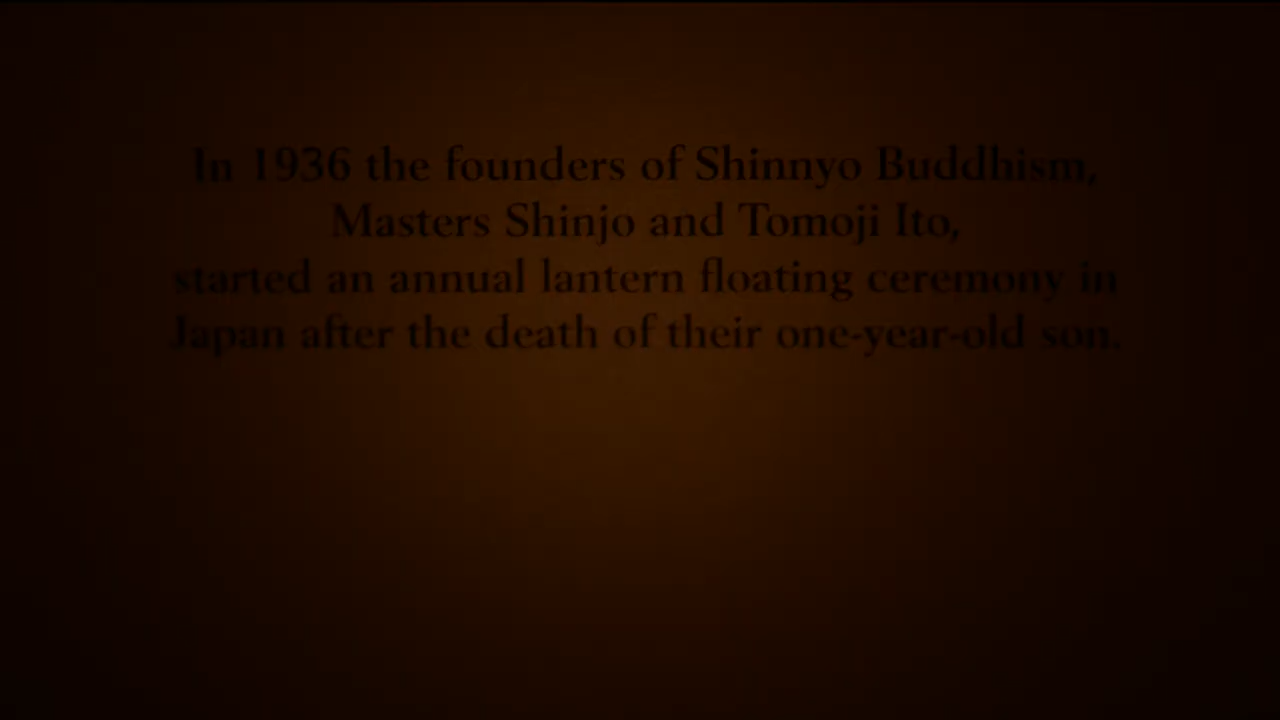 In 1936 the founders of Shinnyo Buddhism,
Masters Shinjo and Tomoji Ito,
started an annual lantern floating ceremony in
Japan after the death of their one-year-old son.